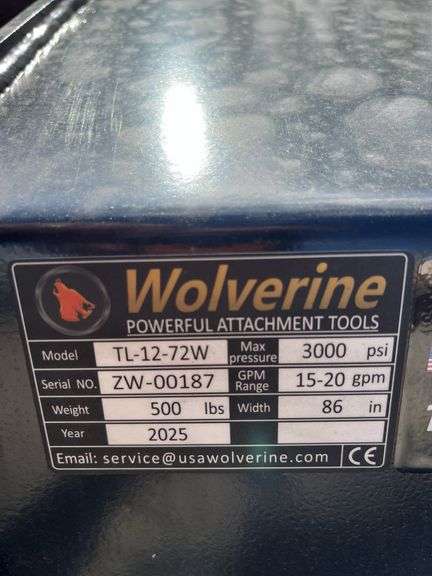 Wolverine
POWERFUL ATTACHMENT TOOLS
Model TL-12-72W Max pressure 3000 psi
Serial NO. ZW-00187 GPM Range 15-20 gpm
Weight 500 lbs Width 86 in
Year 2025
Email: service@usawolverine.com CE